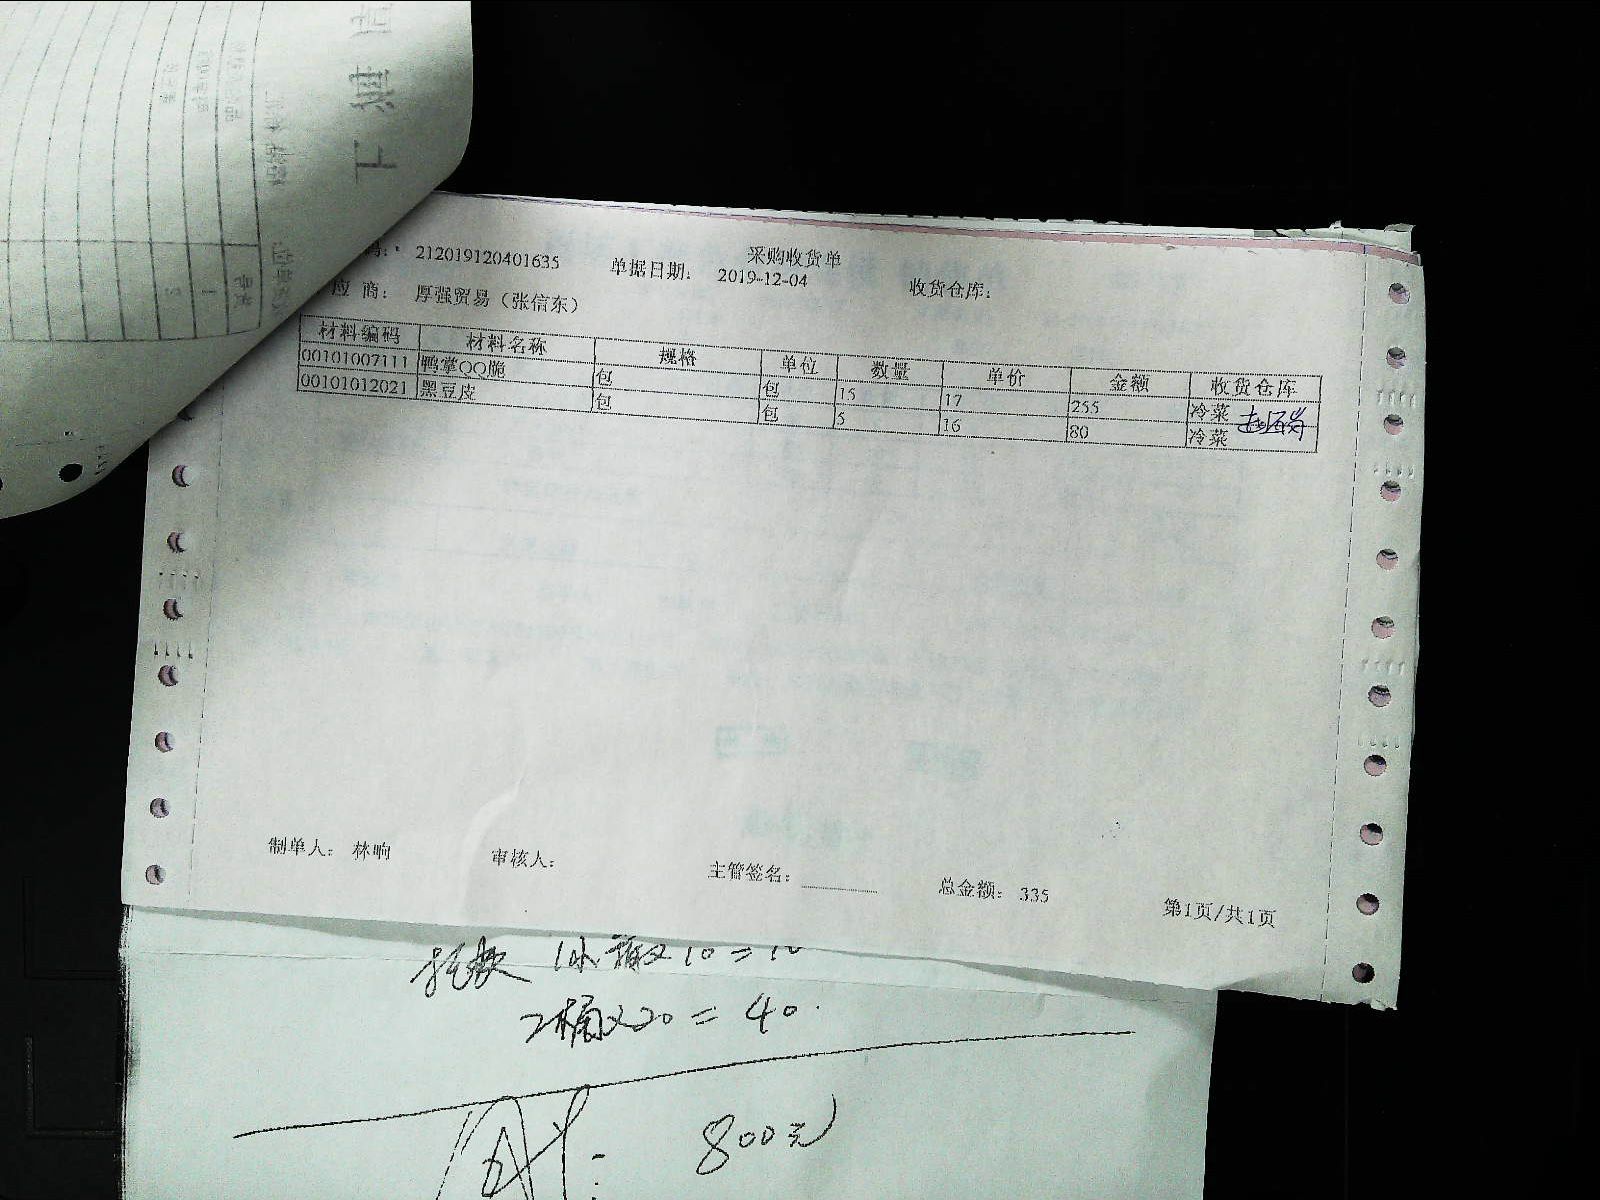 采购收货单
码: 212019120401635 单据日期: 2019-12-04 收货仓库:
应 商: 厚强贸易（张信东）
材料编码 材料名称 规格 单位 数量 单价 金额 收货仓库
00101007111 鸭掌QQ脆 包 包 15 17 255 冷菜
00101012021 黑豆皮 包 包 5 16 80 冷菜
制单人: 林响 审核人: 主管签名: 总金额: 335 第1页/共1页
2桶x20=40.
800元